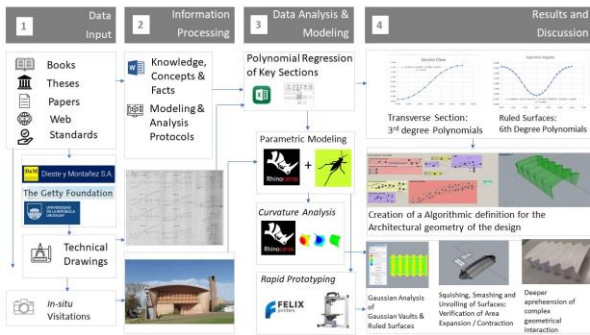 1
Data
Input
2
Information
Processing
3
Data Analysis &
Modeling
4
Results and
Discussion
Books
Theses
Papers
Web
Standards
DyM
Dieste y Montañez S.A.
The Getty Foundation
UNIVERSIDAD
DE LA REPÚBLICA
URUGUAY
Technical
Drawings
In-situ
Visitations
Knowledge,
Concepts &
Facts
Modeling &
Analysis
Protocols
Polynomial Regression
of Key Sections
Parametric Modeling
Rhinoceros
+
Curvature Analysis
Rhinoceros
Rapid Prototyping
FELIX
printers
Transverse Section:
3rd degree Polynomials
Ruled Surfaces:
6th Degree Polynomials
Creation of a Algorithmic definition for the
Architectural geometry of the design
Gaussian Analysis
of
Gaussian Vaults &
Ruled Surfaces
Squishing, Smashing and
Unrolling of Surfaces:
Verification of Area
Expansion / Contraction
Deeper
apreheension of
complex
geometrical
interaction